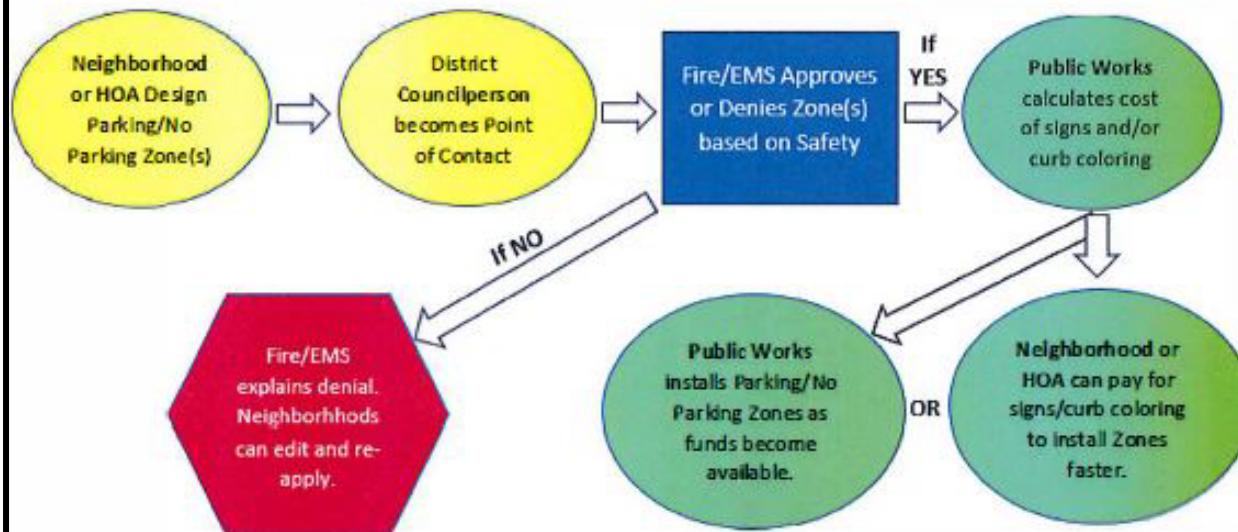 Neighborhood
or HOA Design
Parking/No
Parking Zone(s)
District
Councilperson
becomes Point
of Contact
Fire/EMS Approves
or Denies Zone(s)
based on Safety
If
YES
Public Works
calculates cost
of signs and/or
curb coloring
If NO
Fire/EMS
explains denial.
Neighborhhods
can edit and re-
apply.
Public Works
installs Parking/No
Parking Zones as
funds become
available.
OR
Neighborhood or
HOA can pay for
signs/curb coloring
to install Zones
faster.